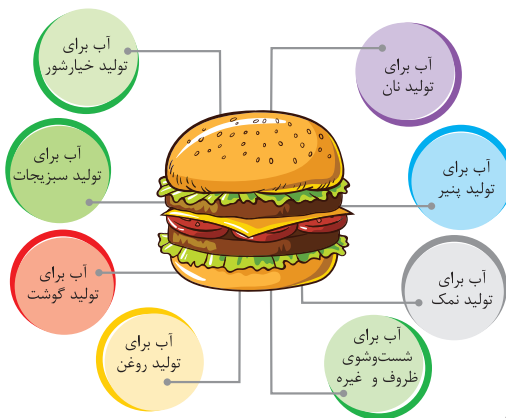 آب برای
تولید نان
آب برای
تولید خیارشور
آب برای
تولید پنیر
آب برای
تولید سبزیجات
آب برای
تولید نمک
آب برای
تولید گوشت
آب برای
شست‌وشوی
ظروف و غیره
آب برای
تولید روغن